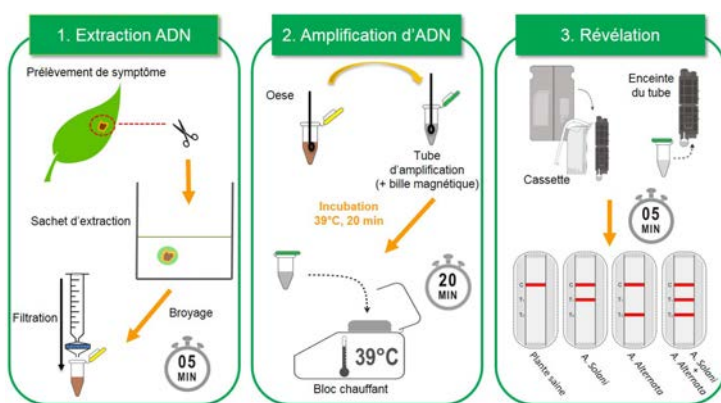 1. Extraction ADN
Prélèvement de symptôme
Sachet d'extraction
Filtration
Broyage
05
MIN
2. Amplification d'ADN
Oese
Tube
d'amplification
(+ bille magnétique)
Incubation
39°C, 20 min
20
MIN
39°C
Bloc chauffant
3. Révélation
Enceinte
du tube
Cassette
05
MIN
C
C
C
C
Plante saine
A. Solani
A. Alternata
A. Solani
+
A. Alternata